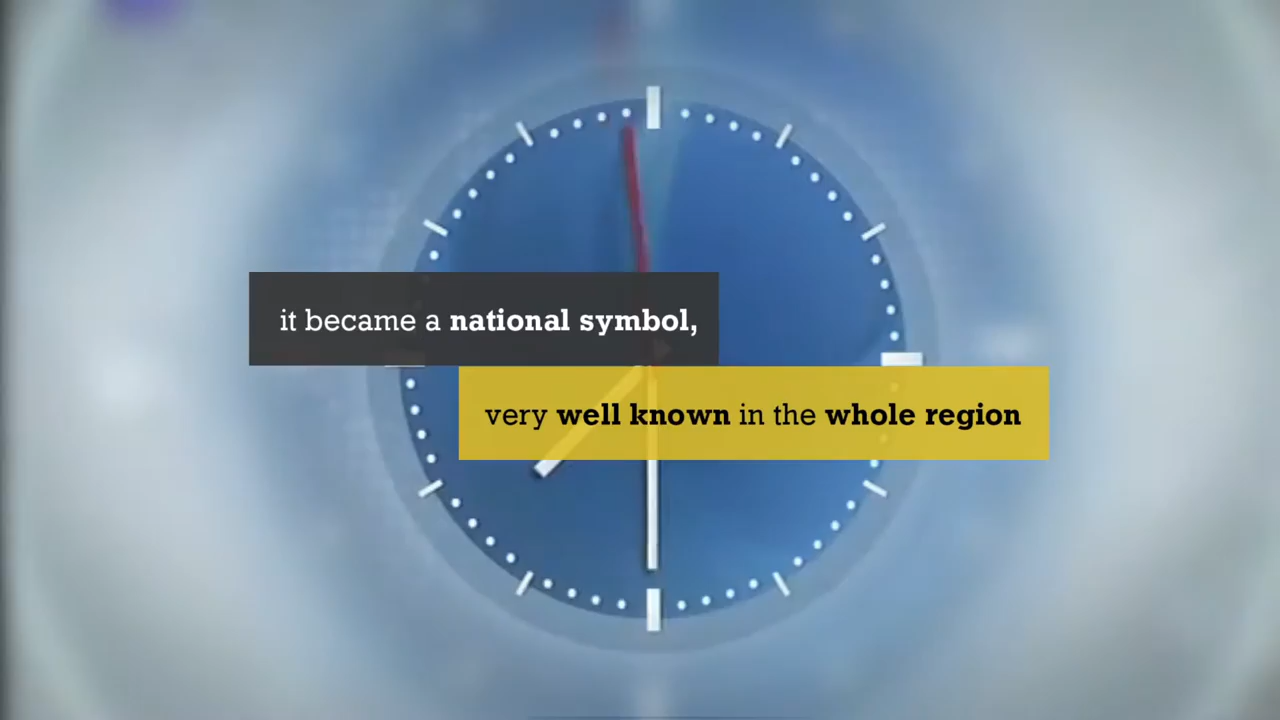 it became a national symbol,
very well known in the whole region